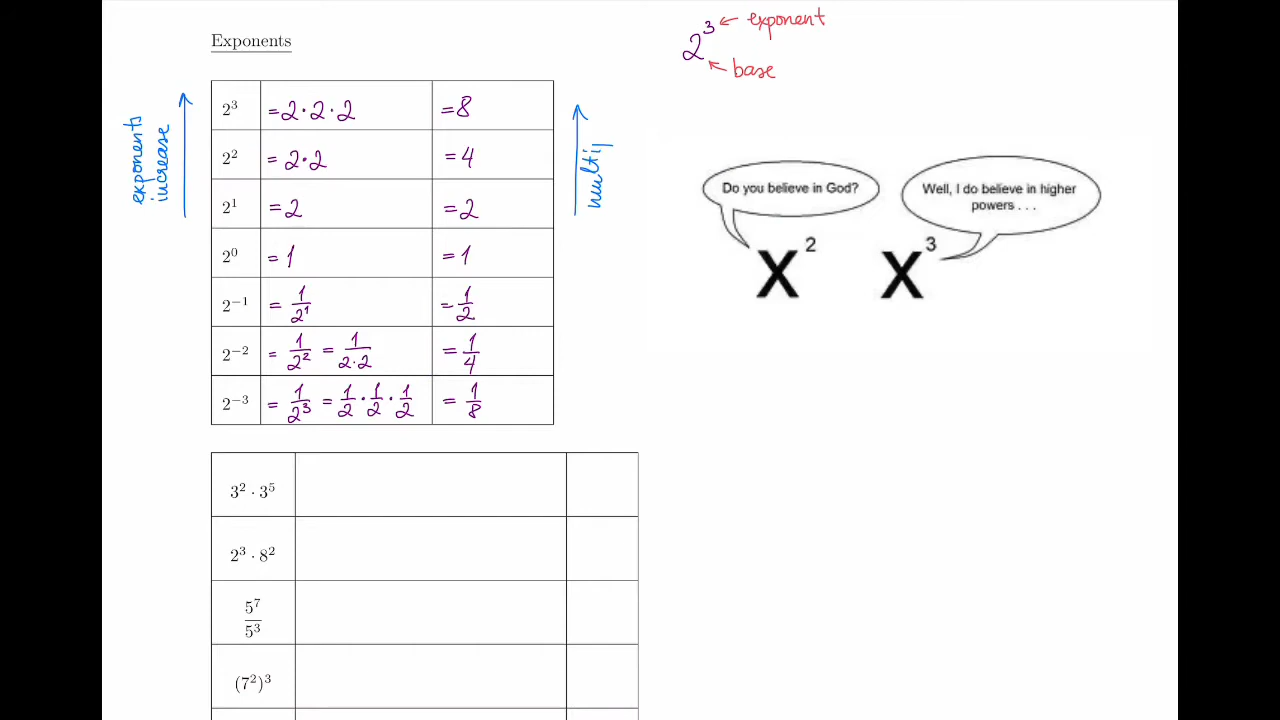 Exponents
2³ ← exponent
← base
exponents increase
2³ =2·2·2 =8
2² =2·2 =4
2¹ =2 =2
2⁰ =1 =1
2⁻¹ =1/2¹ =1/2
2⁻² =1/2² =1/(2·2) =1/4
2⁻³ =1/2³ =1/2·1/2·1/2 =1/8
Do you believe in God?
Well, I do believe in higher
powers . . .
X²
X³
3² · 3⁵
2³ · 8²
5⁷/5³
(7²)³